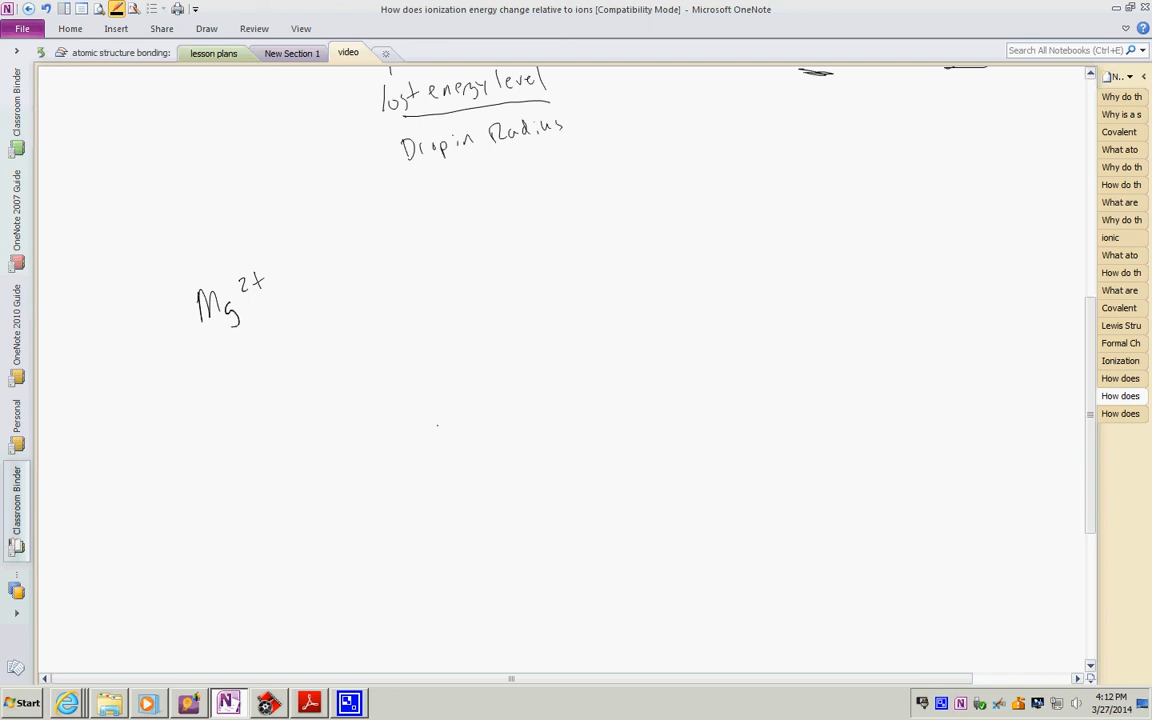 How does ionization energy change relative to ions [Compatibility Mode] - Microsoft OneNote
File Home Insert Share Draw Review View
atomic structure bonding: lesson plans New Section 1 video
Search All Notebooks (Ctrl+E)
N..
Classroom Binder
OneNote 2007 Guide
OneNote 2010 Guide
Personal
Classroom Binder
lost energy level
Drop in Radius
Mg2+
Why do th
Why is a s
Covalent
What ato
Why do th
How do th
What are
Why do th
ionic
What ato
How do th
What are
Covalent
Lewis Stru
Formal Ch
Ionization
How does
How does
How does
Start
4:12 PM
3/27/2014